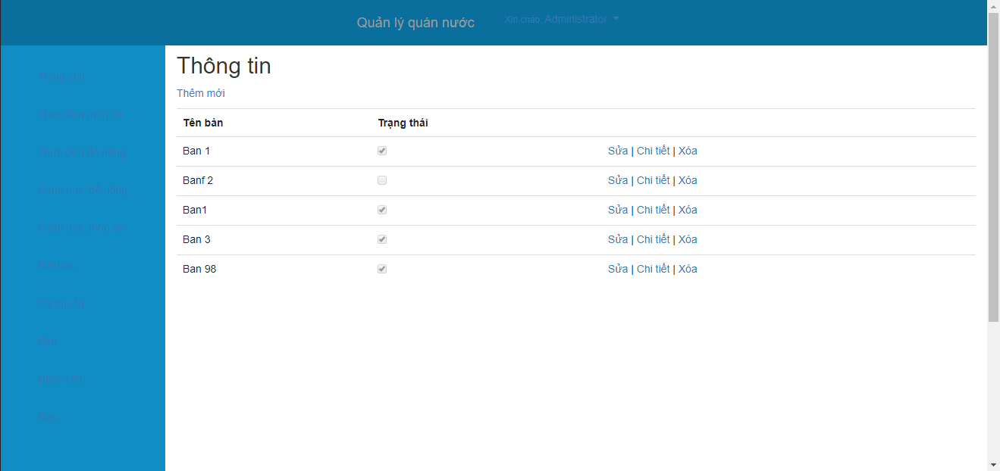 Quản lý quán nước
Xin chào, Administrator
Trang chủ
Thực đơn món ăn
Thực đơn đồ uống
Danh mục đồ uống
Danh mục món ăn
Đặt bàn
Tài khoản
Bàn
Nhân viên
Thông tin
Thêm mới
Tên bàn Trạng thái
Ban 1 Sửa | Chi tiết | Xóa
Banf 2 Sửa | Chi tiết | Xóa
Ban1 Sửa | Chi tiết | Xóa
Ban 3 Sửa | Chi tiết | Xóa
Ban 98 Sửa | Chi tiết | Xóa